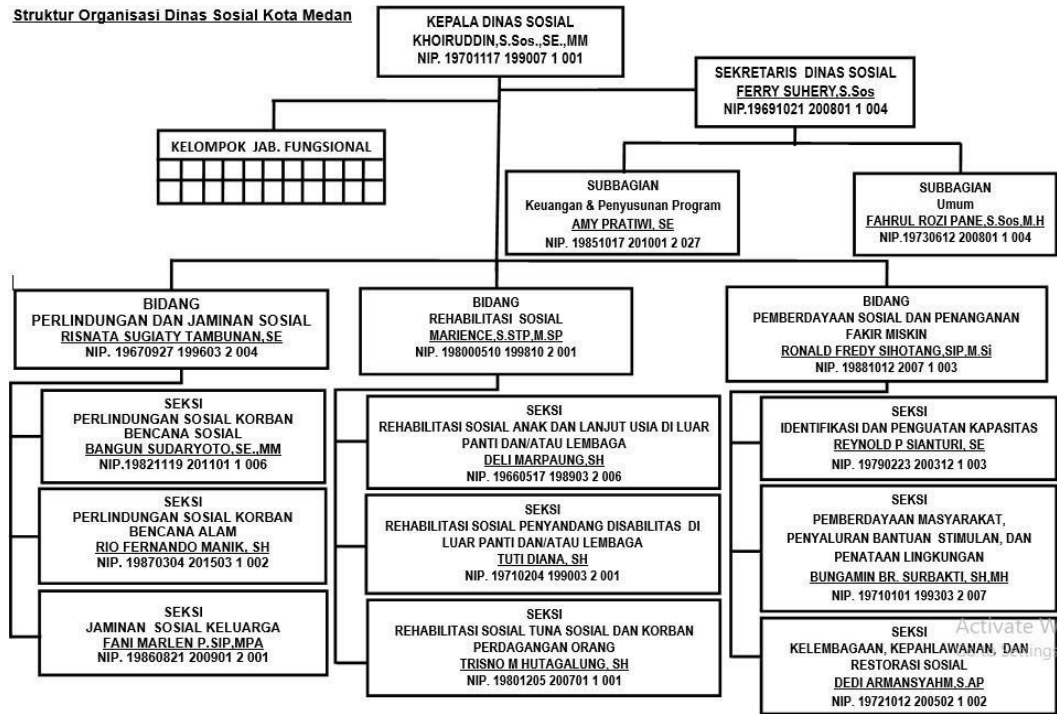 Struktur Organisasi Dinas Sosial Kota Medan
KEPALA DINAS SOSIAL
KHOIRUDDIN,S.Sos.,SE.,MM
NIP. 19701117 199007 1 001
SEKRETARIS DINAS SOSIAL
FERRY SUHERY,S.Sos
NIP.19691021 200801 1 004
KELOMPOK JAB. FUNGSIONAL
SUBBAGIAN
Keuangan & Penyusunan Program
AMY PRATIWI, SE
NIP. 19851017 201001 2 027
SUBBAGIAN
Umum
FAHRUL ROZI PANE,S.Sos,M.H
NIP.19730612 200801 1 004
BIDANG
PERLINDUNGAN DAN JAMINAN SOSIAL
RISNATA SUGIATY TAMBUNAN,SE
NIP. 19670927 199603 2 004
SEKSI
PERLINDUNGAN SOSIAL KORBAN
BENCANA SOSIAL
BANGUN SUDARYOTO,SE.,MM
NIP.19821119 201101 1 006
SEKSI
PERLINDUNGAN SOSIAL KORBAN
BENCANA ALAM
RIO FERNANDO MANIK, SH
NIP. 19870304 201503 1 002
SEKSI
JAMINAN SOSIAL KELUARGA
FANI MARLEN P.SIP,MPA
NIP. 19860821 200901 2 001
BIDANG
REHABILITASI SOSIAL
MARIENCE,S.STP,M.SP
NIP. 198000510 199810 2 001
SEKSI
REHABILITASI SOSIAL ANAK DAN LANJUT USIA DI LUAR
PANTI DAN/ATAU LEMBAGA
DELI MARPAUNG,SH
NIP. 19660517 198903 2 006
SEKSI
REHABILITASI SOSIAL PENYANDANG DISABILITAS DI
LUAR PANTI DAN/ATAU LEMBAGA
TUTI DIANA, SH
NIP. 19710204 199003 2 001
SEKSI
REHABILITASI SOSIAL TUNA SOSIAL DAN KORBAN
PERDAGANGAN ORANG
TRISNO M HUTAGALUNG, SH
NIP. 19801205 200701 1 001
BIDANG
PEMBERDAYAAN SOSIAL DAN PENANGANAN
FAKIR MISKIN
RONALD FREDY SIHOTANG,SIP,M.Si
NIP. 19881012 2007 1 003
SEKSI
IDENTIFIKASI DAN PENGUATAN KAPASITAS
REYNOLD P SIANTURI, SE
NIP. 19790223 200312 1 003
SEKSI
PEMBERDAYAAN MASYARAKAT,
PENYALURAN BANTUAN STIMULAN, DAN
PENATAAN LINGKUNGAN
BUNGAMIN BR. SURBAKTI, SH,MH
NIP. 19710101 199303 2 007
SEKSI
KELEMBAGAAN, KEPAHLAWANAN, DAN
RESTORASI SOSIAL
DEDI ARMANSYAHM,S.AP
NIP. 19721012 200502 1 002
Activate W
Settings